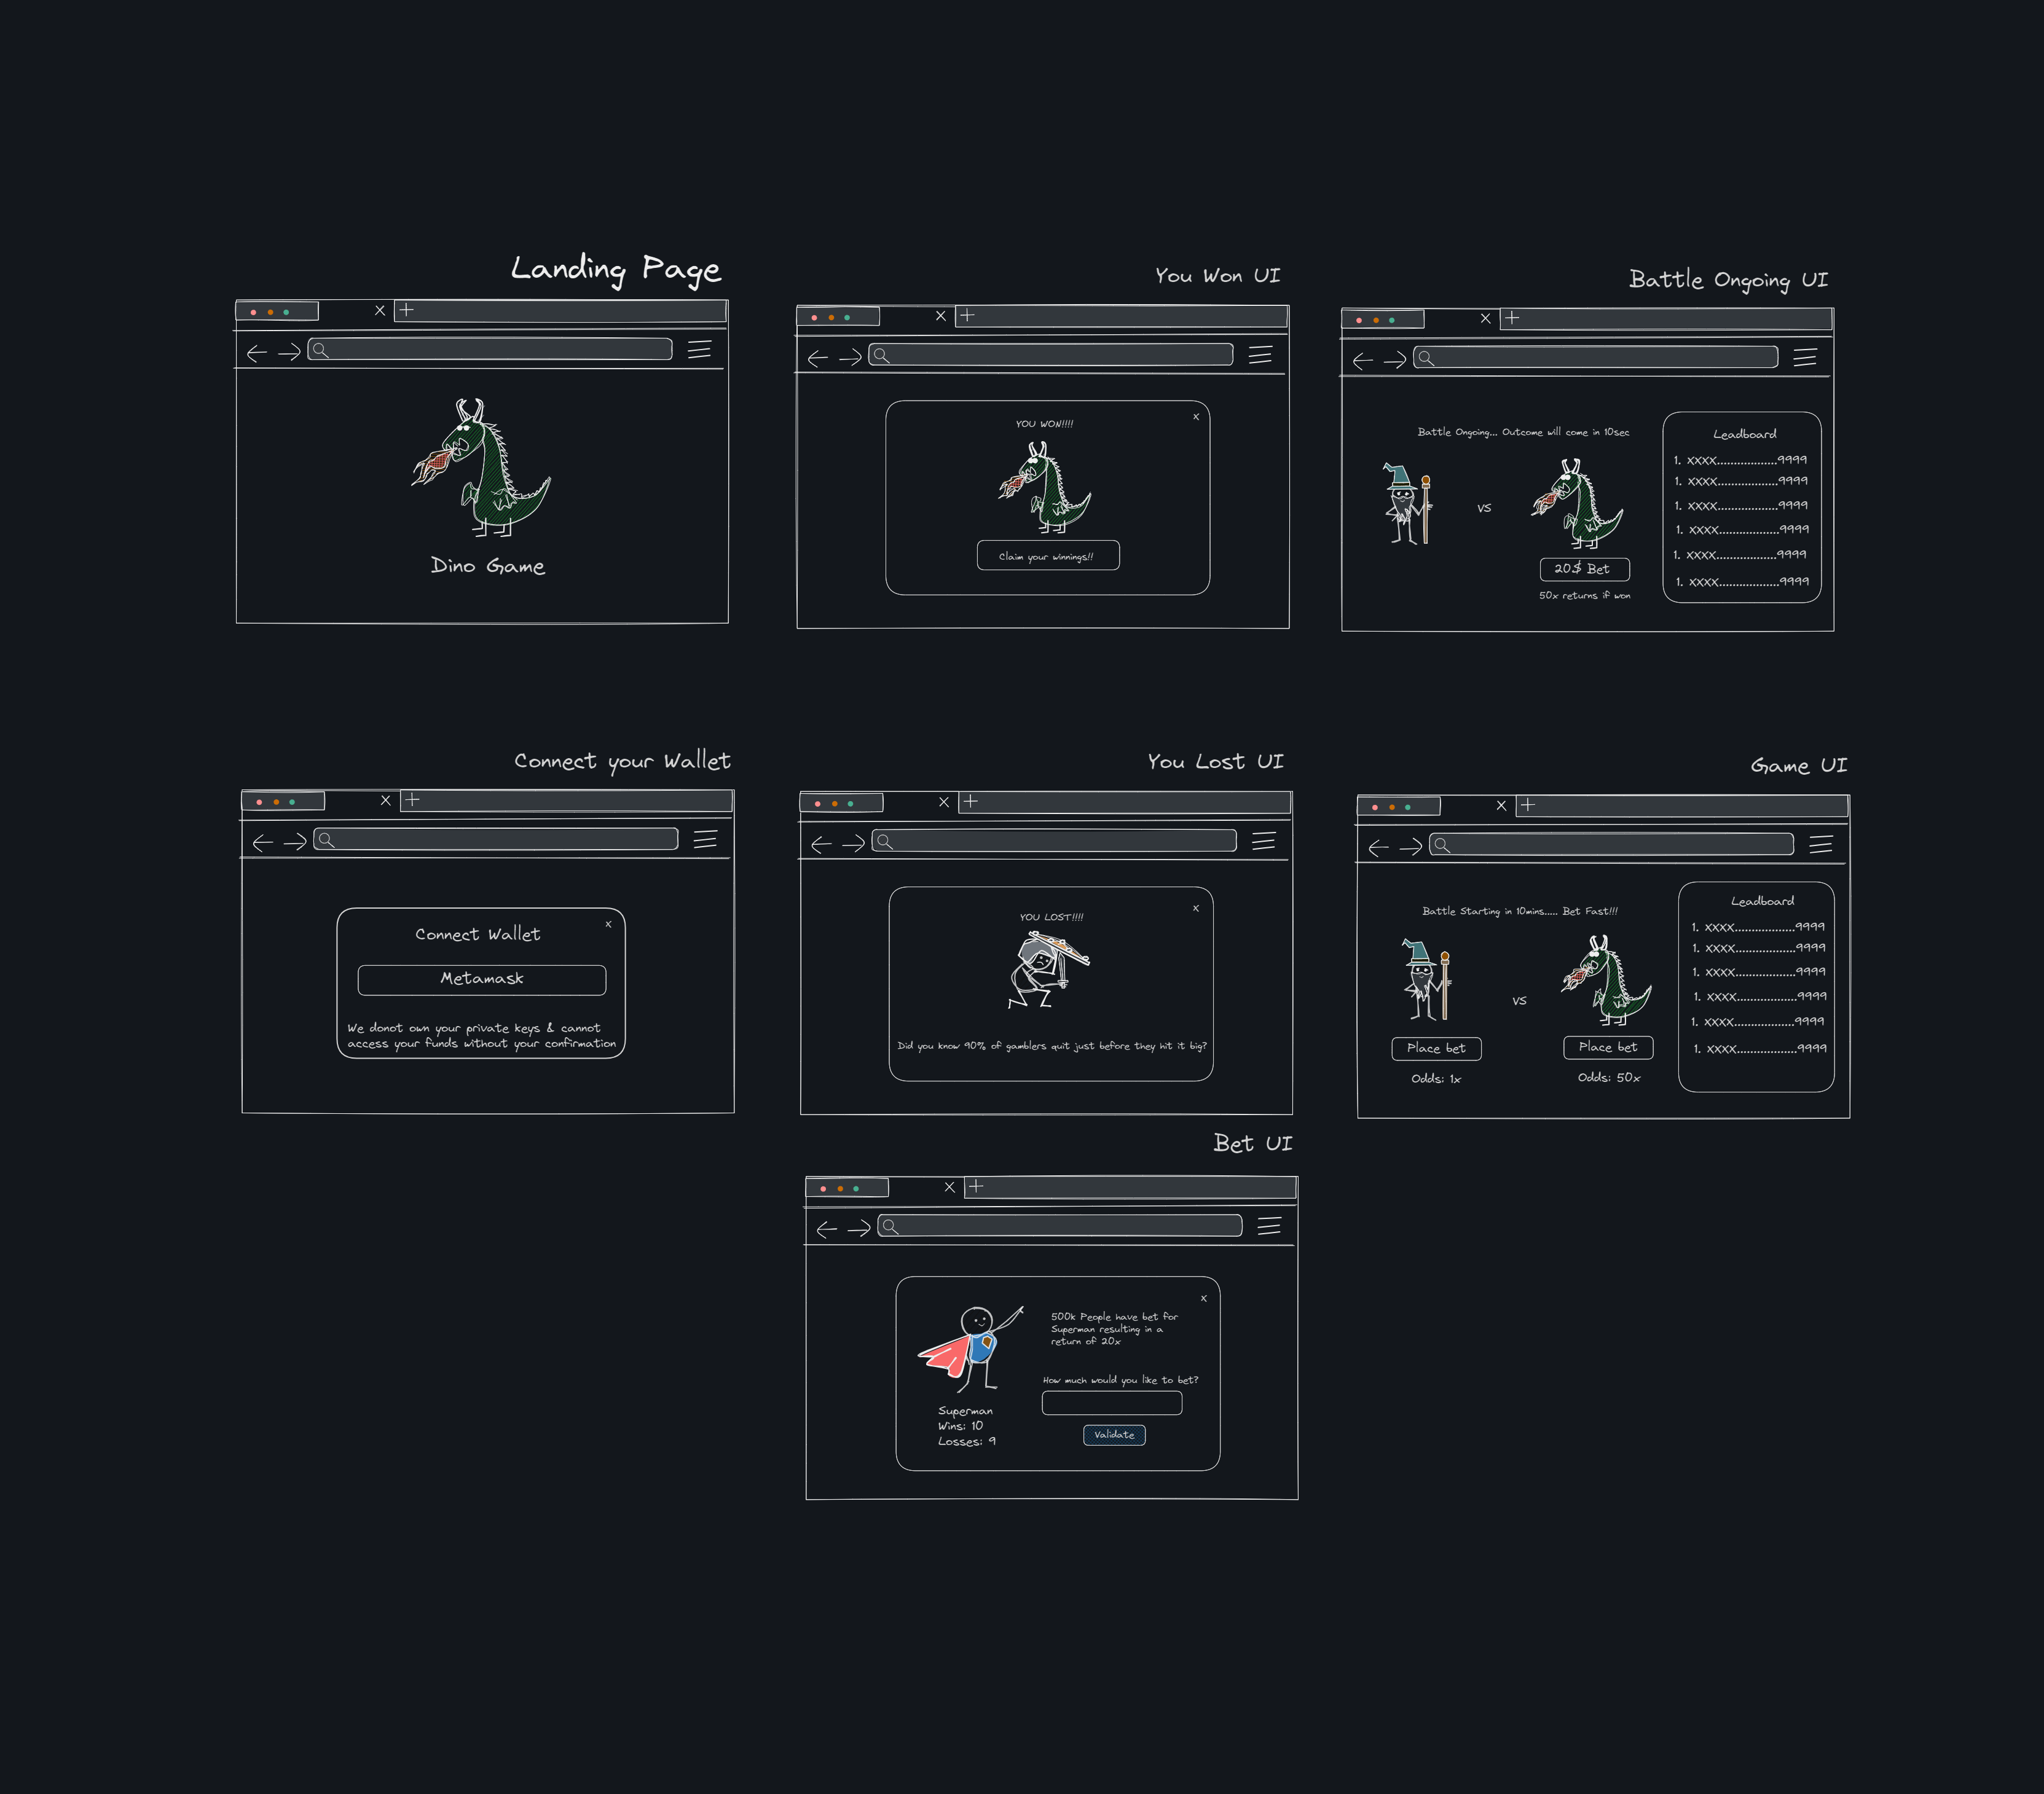 Landing Page
Dino Game
You Won UI
YOU WON!!!!
x
Claim your winnings!!
Battle Ongoing UI
Battle Ongoing... Outcome will come in 10sec
vs
20$ Bet
50x returns if won
Leadboard
1. xxxx..................9999
1. xxxx..................9999
1. xxxx..................9999
1. xxxx..................9999
1. xxxx..................9999
1. xxxx..................9999
Connect your Wallet
x
Connect Wallet
Metamask
We donot own your private keys & cannot
access your funds without your confirmation
You Lost UI
x
YOU LOST!!!!
Did you know 90% of gamblers quit just before they hit it big?
Game UI
Battle Starting in 10mins..... Bet Fast!!!
vs
Place bet
Odds: 1x
Place bet
Odds: 50x
Leadboard
1. xxxx..................9999
1. xxxx..................9999
1. xxxx..................9999
1. xxxx..................9999
1. xxxx..................9999
1. xxxx..................9999
Bet UI
x
500k People have bet for
Superman resulting in a
return of 20x
How much would you like to bet?
Validate
Superman
Wins: 10
Losses: 9